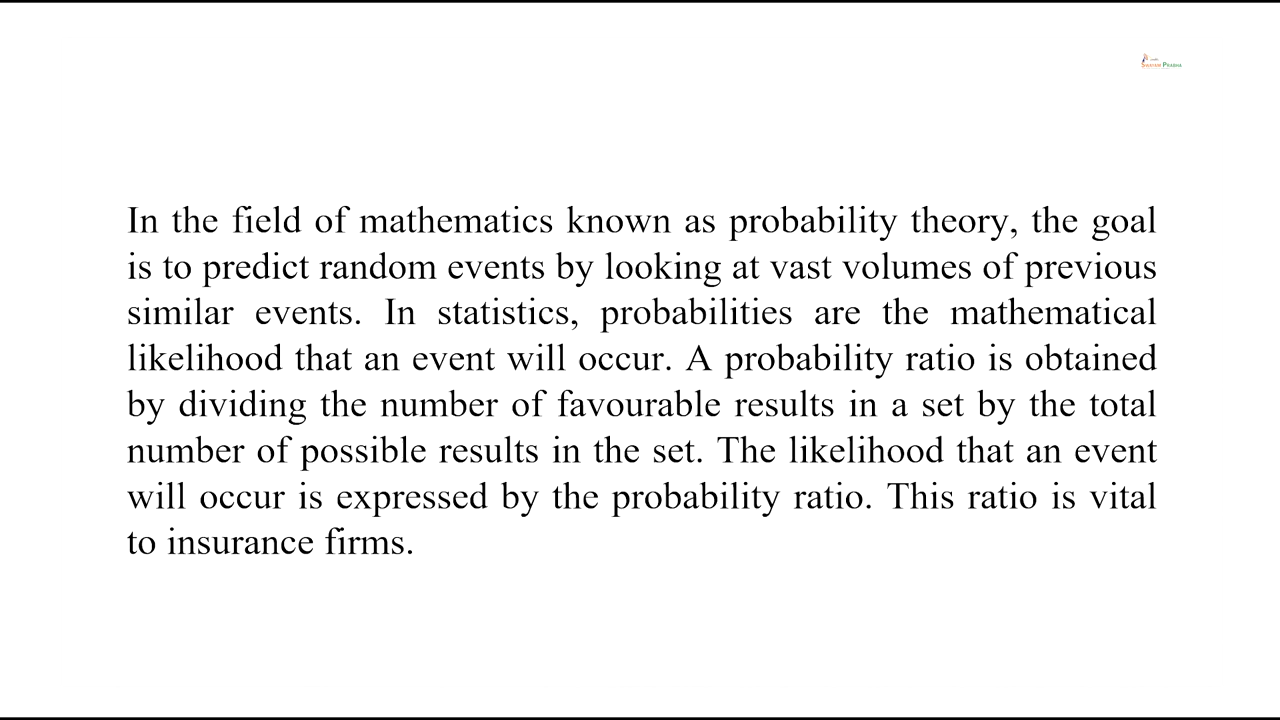 Swayam Prabha
In the field of mathematics known as probability theory, the goal
is to predict random events by looking at vast volumes of previous
similar events. In statistics, probabilities are the mathematical
likelihood that an event will occur. A probability ratio is obtained
by dividing the number of favourable results in a set by the total
number of possible results in the set. The likelihood that an event
will occur is expressed by the probability ratio. This ratio is vital
to insurance firms.